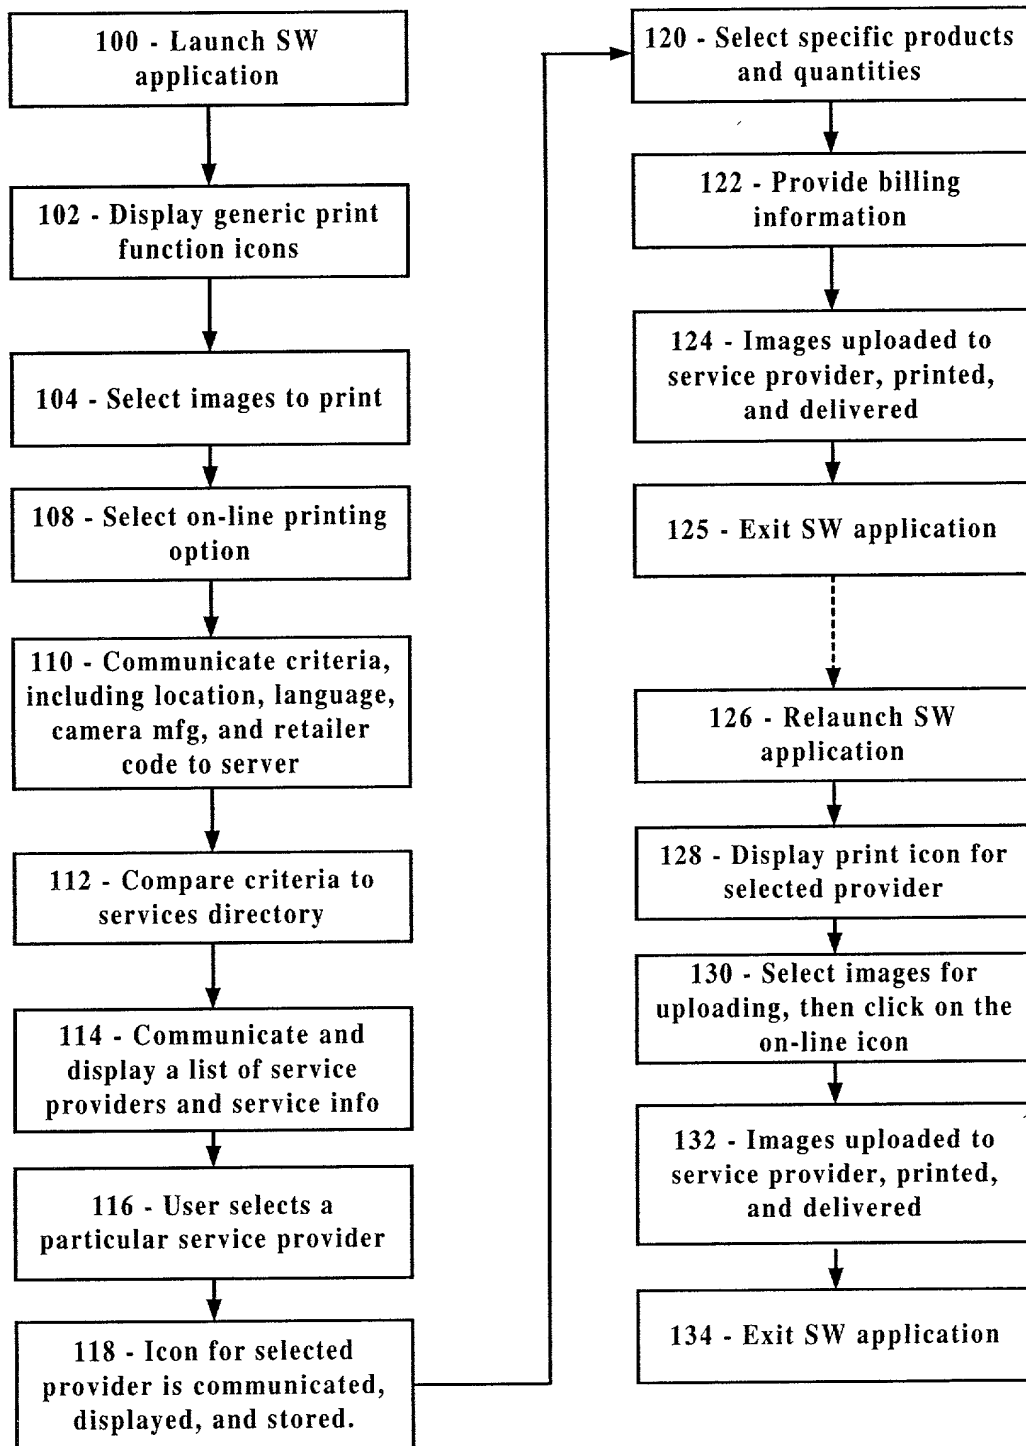 100 - Launch SW
application
102 - Display generic print
function icons
104 - Select images to print
108 - Select on-line printing
option
110 - Communicate criteria,
including location, language,
camera mfg, and retailer
code to server
112 - Compare criteria to
services directory
114 - Communicate and
display a list of service
providers and service info
116 - User selects a
particular service provider
118 - Icon for selected
provider is communicated,
displayed, and stored.
120 - Select specific products
and quantities
122 - Provide billing
information
124 - Images uploaded to
service provider, printed,
and delivered
125 - Exit SW application
126 - Relaunch SW
application
128 - Display print icon for
selected provider
130 - Select images for
uploading, then click on the
on-line icon
132 - Images uploaded to
service provider, printed,
and delivered
134 - Exit SW application